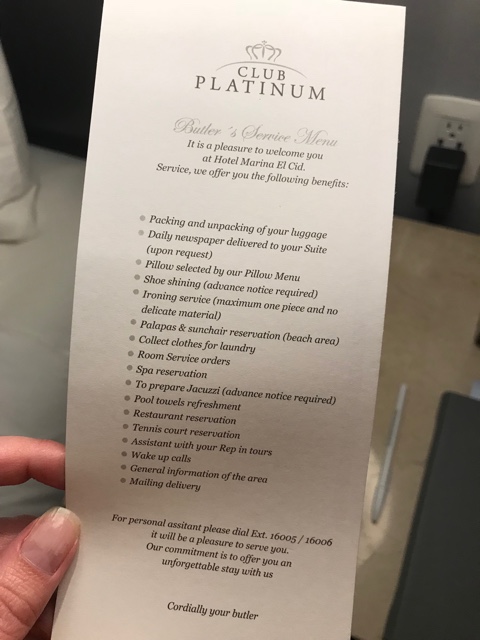 CLUB
PLATINUM
Butler ´s Service Menu
It is a pleasure to welcome you
at Hotel Marina El Cid.
Service, we offer you the following benefits:
Packing and unpacking of your luggage
Daily newspaper delivered to your Suite
(upon request)
Pillow selected by our Pillow Menu
Shoe shining (advance notice required)
Ironing service (maximum one piece and no
delicate material)
Palapas & sunchair reservation (beach area)
Collect clothes for laundry
Room Service orders
Spa reservation
To prepare Jacuzzi (advance notice required)
Pool towels refreshment
Restaurant reservation
Tennis court reservation
Assistant with your Rep in tours
Wake up calls
General information of the area
Mailing delivery
For personal assitant please dial Ext. 16005 / 16006
it will be a pleasure to serve you.
Our commitment is to offer you an
unforgettable stay with us
Cordially your butler